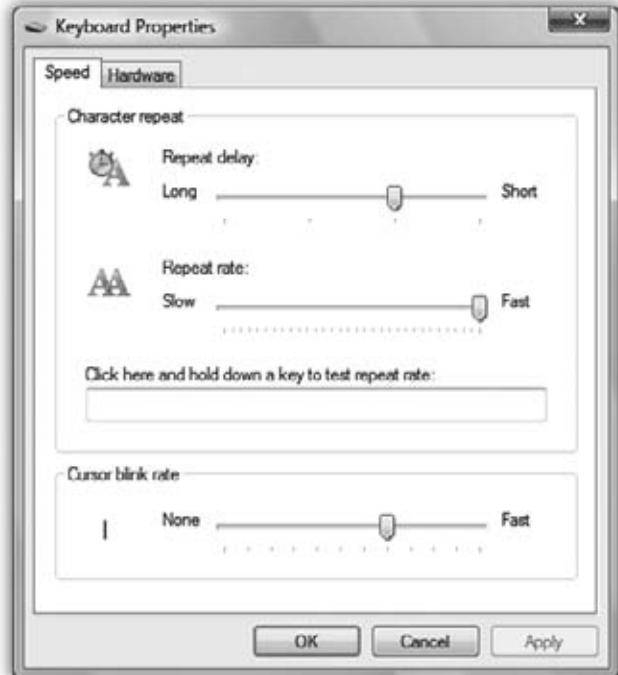 Keyboard Properties
Speed Hardware
Character repeat
Repeat delay:
Long Short
Repeat rate:
Slow Fast
Click here and hold down a key to test repeat rate:
Cursor blink rate
None Fast
OK Cancel Apply